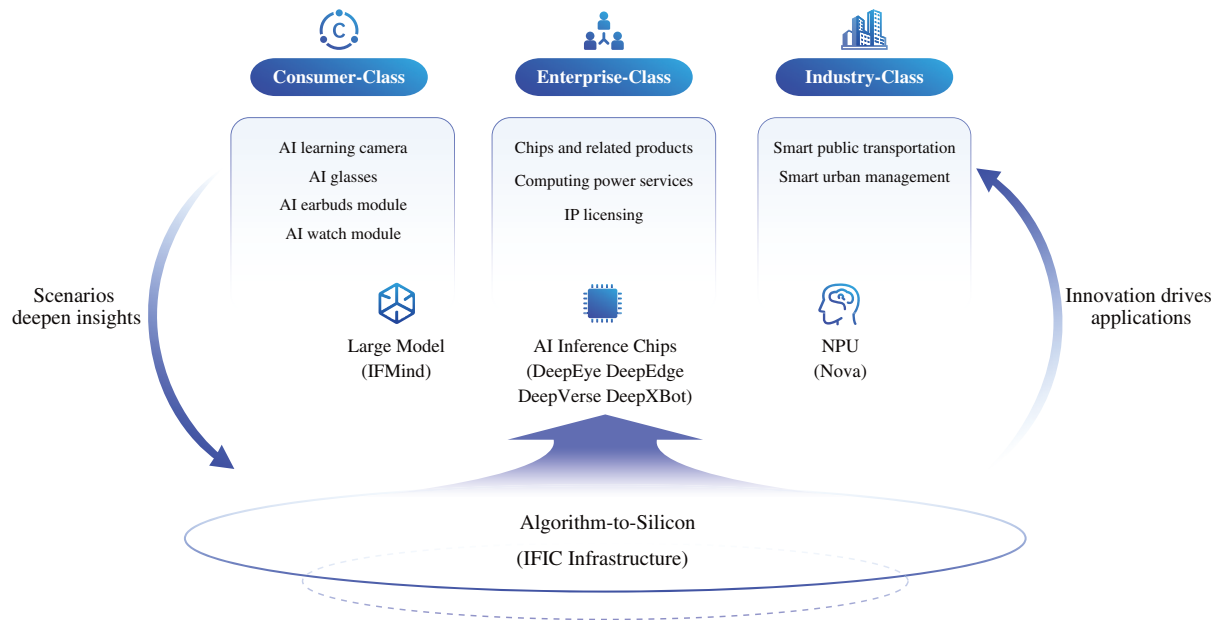 C
Consumer-Class
Enterprise-Class
Industry-Class
AI learning camera
AI glasses
AI earbuds module
AI watch module
Chips and related products
Computing power services
IP licensing
Smart public transportation
Smart urban management
Scenarios
deepen insights
Innovation drives
applications
Large Model
(IFMind)
AI Inference Chips
(DeepEye DeepEdge
DeepVerse DeepXBot)
NPU
(Nova)
Algorithm-to-Silicon
(IFIC Infrastructure)